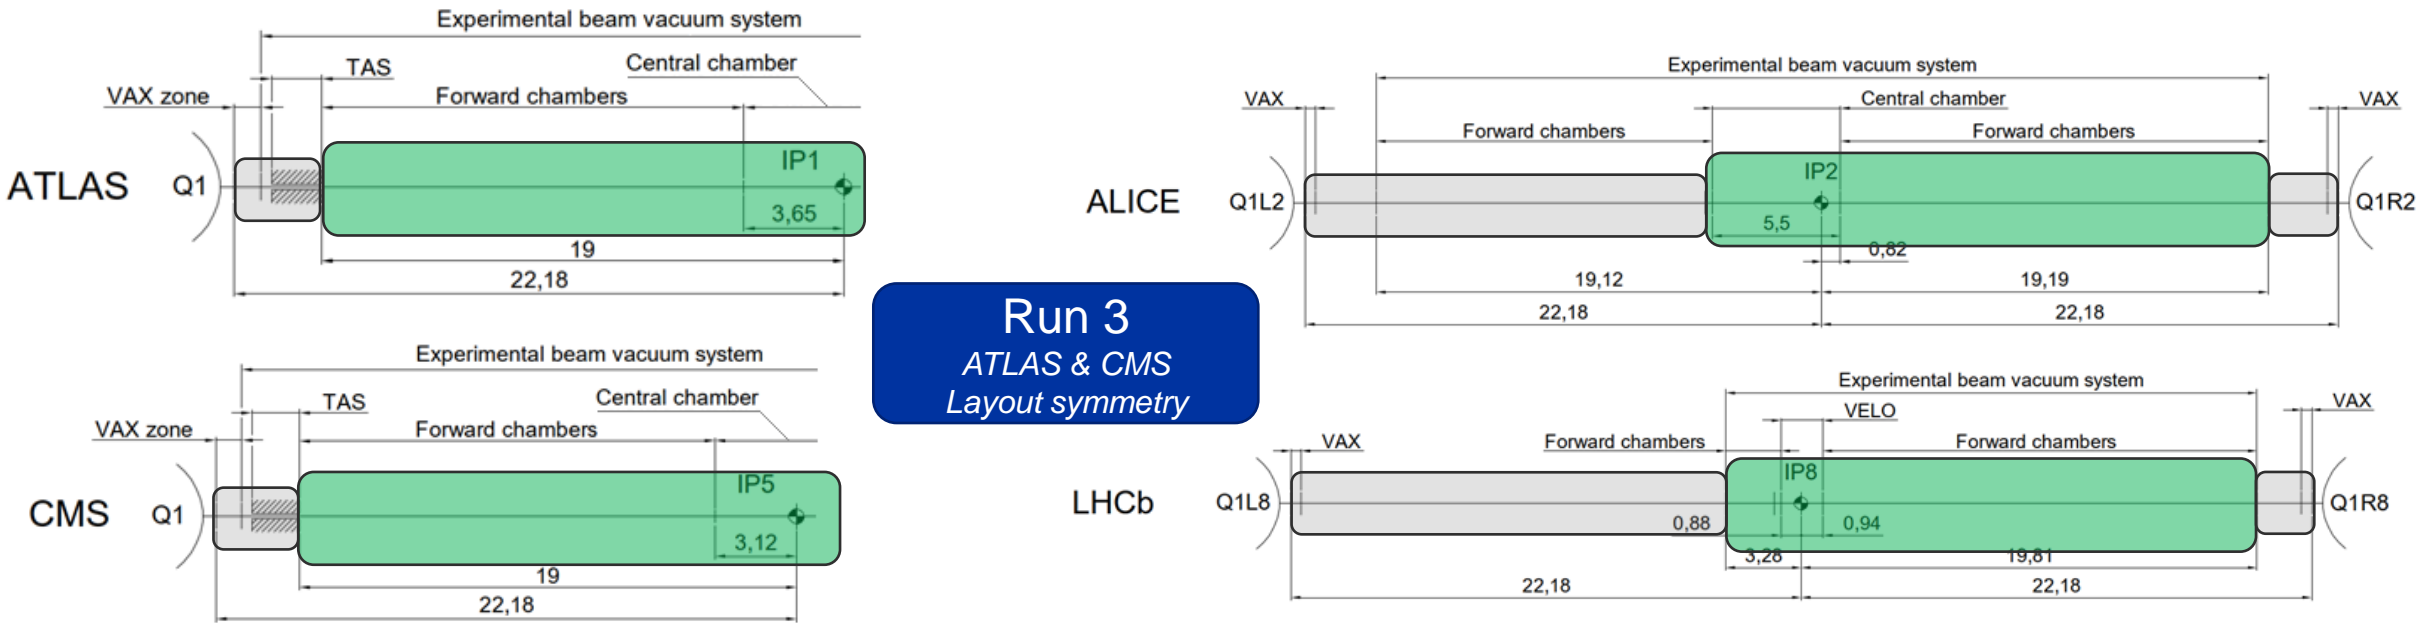 Experimental beam vacuum system
TAS
Central chamber
VAX zone
Forward chambers
ATLAS
Q1
IP1
3,65
19
22,18
Experimental beam vacuum system
TAS
Central chamber
VAX zone
Forward chambers
CMS
Q1
IP5
3,12
19
22,18
Run 3
ATLAS & CMS
Layout symmetry
Experimental beam vacuum system
VAX
Central chamber
VAX
Forward chambers
Forward chambers
ALICE
Q1L2
IP2
Q1R2
5,5
0,82
19,12
19,19
22,18
22,18
Experimental beam vacuum system
VELO
VAX
VAX
Forward chambers
Forward chambers
LHCb
Q1L8
IP8
Q1R8
0,88
0,94
3,28
19,81
22,18
22,18